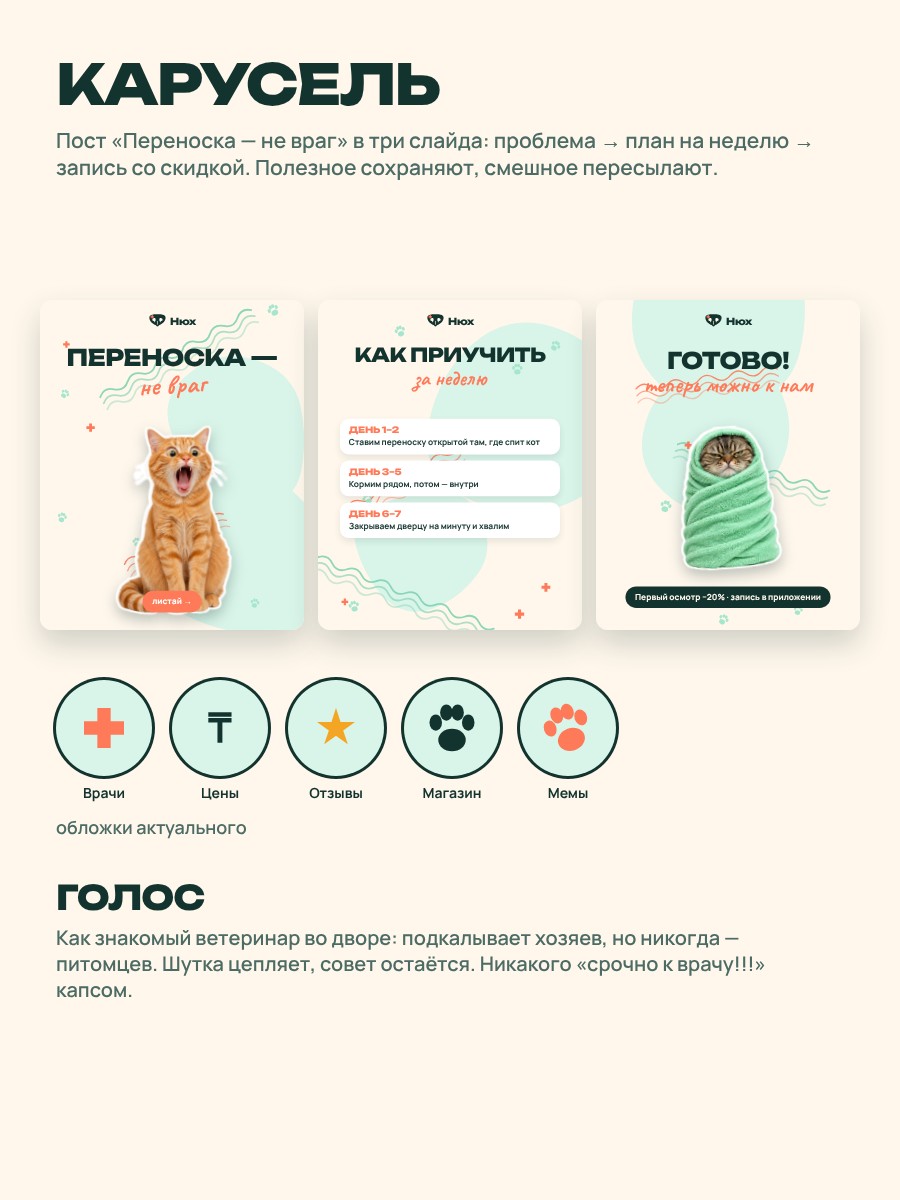 КАРУСЕЛЬ
Пост «Переноска — не враг» в три слайда: проблема → план на неделю →
запись со скидкой. Полезное сохраняют, смешное пересылают.
Нюх
ПЕРЕНОСКА —
не враг
листай →
Нюх
КАК ПРИУЧИТЬ
за неделю
ДЕНЬ 1–2
Ставим переноску открытой там, где спит кот
ДЕНЬ 3–5
Кормим рядом, потом — внутри
ДЕНЬ 6–7
Закрываем дверцу на минуту и хвалим
Нюх
ГОТОВО!
теперь можно к нам
Первый осмотр −20% · запись в приложении
₸
Врачи
Цены
Отзывы
Магазин
Мемы
обложки актуального
ГОЛОС
Как знакомый ветеринар во дворе: подкалывает хозяев, но никогда —
питомцев. Шутка цепляет, совет остаётся. Никакого «срочно к врачу!!!»
капсом.